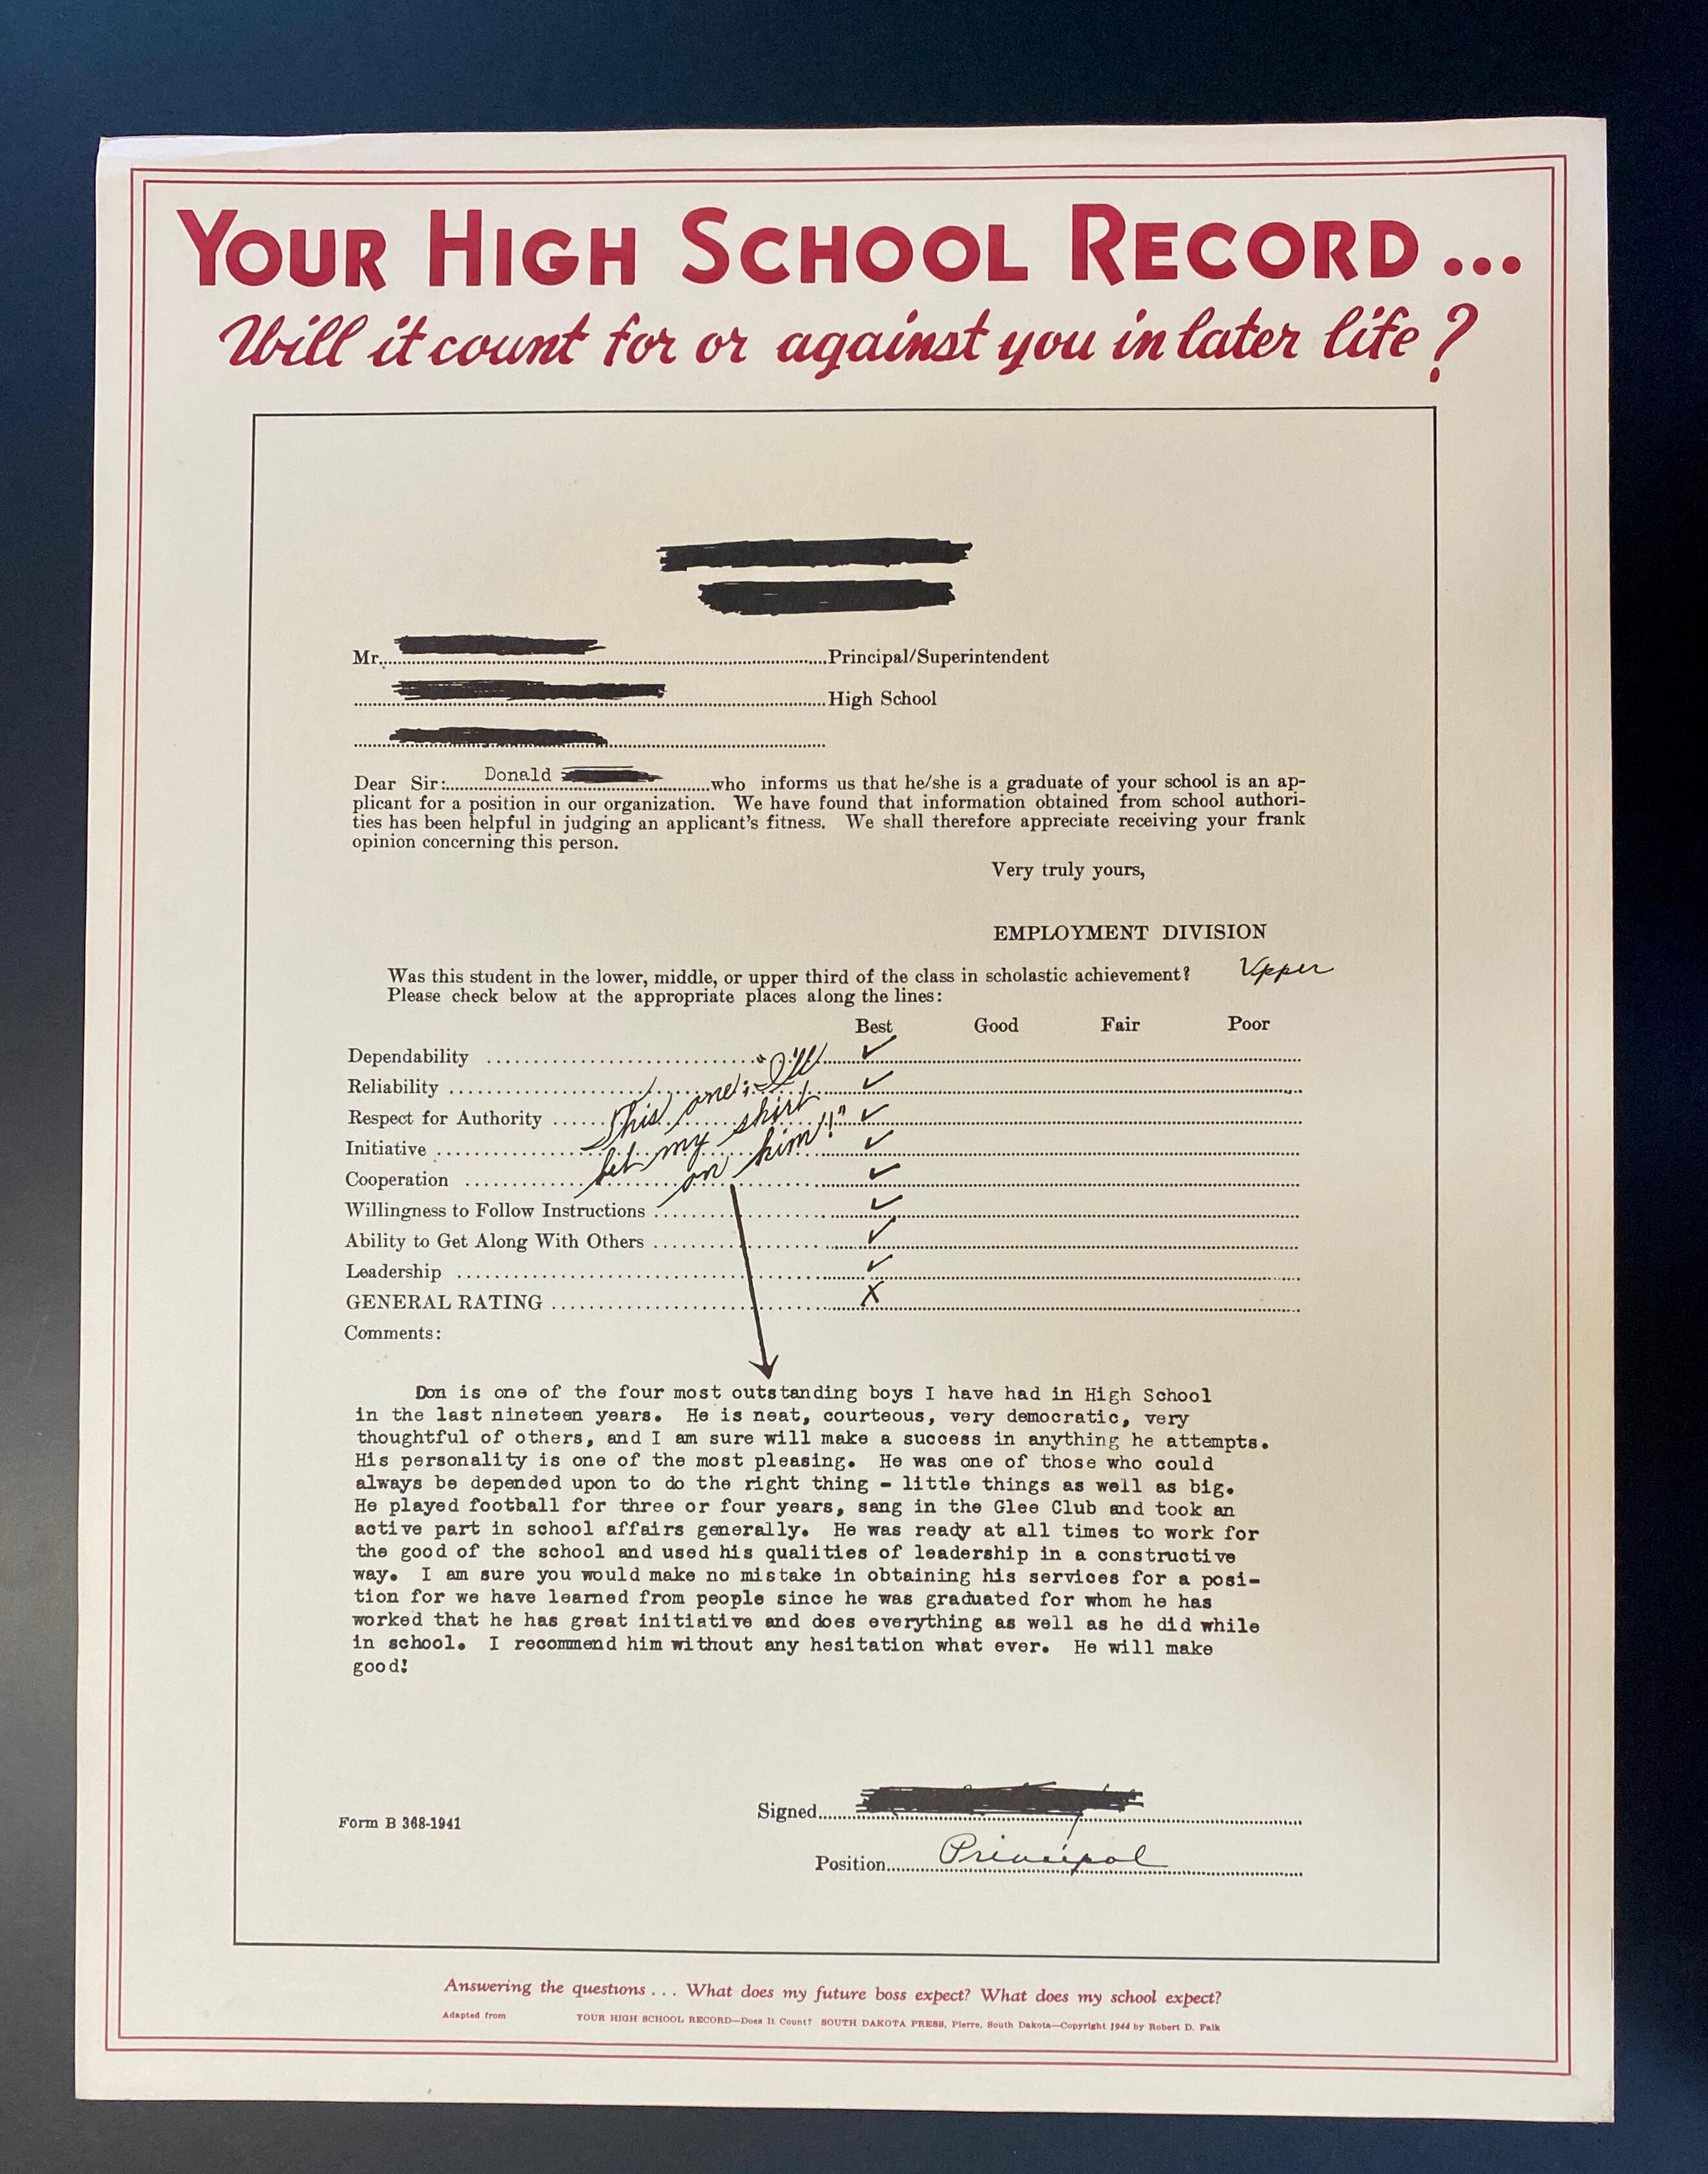 YOUR HIGH SCHOOL RECORD...
Will it count for or against you in later life?
Mr. Principal/Superintendent
High School
Dear Sir: Donald who informs us that he/she is a graduate of your school is an ap-
plicant for a position in our organization. We have found that information obtained from school authori-
ties has been helpful in judging an applicant's fitness. We shall therefore appreciate receiving your frank
opinion concerning this person.
Very truly yours,
EMPLOYMENT DIVISION
Was this student in the lower, middle, or upper third of the class in scholastic achievement? Upper
Please check below at the appropriate places along the lines:
Best Good Fair Poor
Dependability ✓
Reliability ✓
Respect for Authority ✓
Initiative ✓
Cooperation ✓
Willingness to Follow Instructions ✓
Ability to Get Along With Others ✓
Leadership ✓
GENERAL RATING X
This one; "I'll
bet my shirt
on him!!"
Comments:
Don is one of the four most outstanding boys I have had in High School
in the last nineteen years. He is neat, courteous, very democratic, very
thoughtful of others, and I am sure will make a success in anything he attempts.
His personality is one of the most pleasing. He was one of those who could
always be depended upon to do the right thing - little things as well as big.
He played football for three or four years, sang in the Glee Club and took an
active part in school affairs generally. He was ready at all times to work for
the good of the school and used his qualities of leadership in a constructive
way. I am sure you would make no mistake in obtaining his services for a posi-
tion for we have learned from people since he was graduated for whom he has
worked that he has great initiative and does everything as well as he did while
in school. I recommend him without any hesitation what ever. He will make
good!
Signed
Form B 368-1941
Position Principal
Answering the questions... What does my future boss expect? What does my school expect?
Adapted from YOUR HIGH SCHOOL RECORD—Does It Count? SOUTH DAKOTA PRESS, Pierre, South Dakota—Copyright 1944 by Robert D. Falk